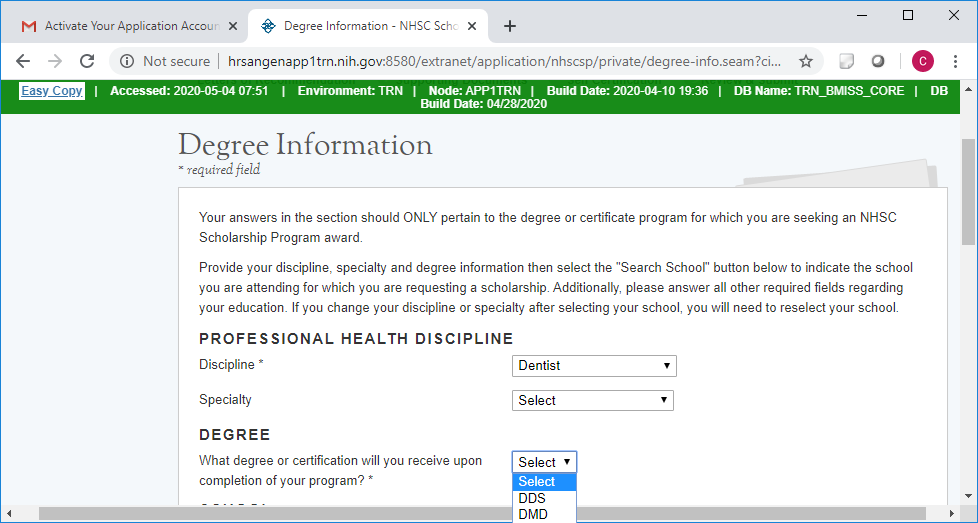 Activate Your Application Accoun
Degree Information - NHSC Scho
Not secure | hrsangenapp1trn.nih.gov:8580/extranet/application/nhscsp/private/degree-info.seam?ci...
C
Easy Copy | Accessed: 2020-05-04 07:51 | Environment: TRN | Node: APP1TRN | Build Date: 2020-04-10 19:36 | DB Name: TRN_BMISS_CORE | DB
Build Date: 04/28/2020
Degree Information
* required field
Your answers in the section should ONLY pertain to the degree or certificate program for which you are seeking an NHSC
Scholarship Program award.
Provide your discipline, specialty and degree information then select the "Search School" button below to indicate the school
you are attending for which you are requesting a scholarship. Additionally, please answer all other required fields regarding
your education. If you change your discipline or specialty after selecting your school, you will need to reselect your school.
PROFESSIONAL HEALTH DISCIPLINE
Discipline * Dentist
Specialty Select
DEGREE
What degree or certification will you receive upon Select
completion of your program? * Select
DDS
DMD